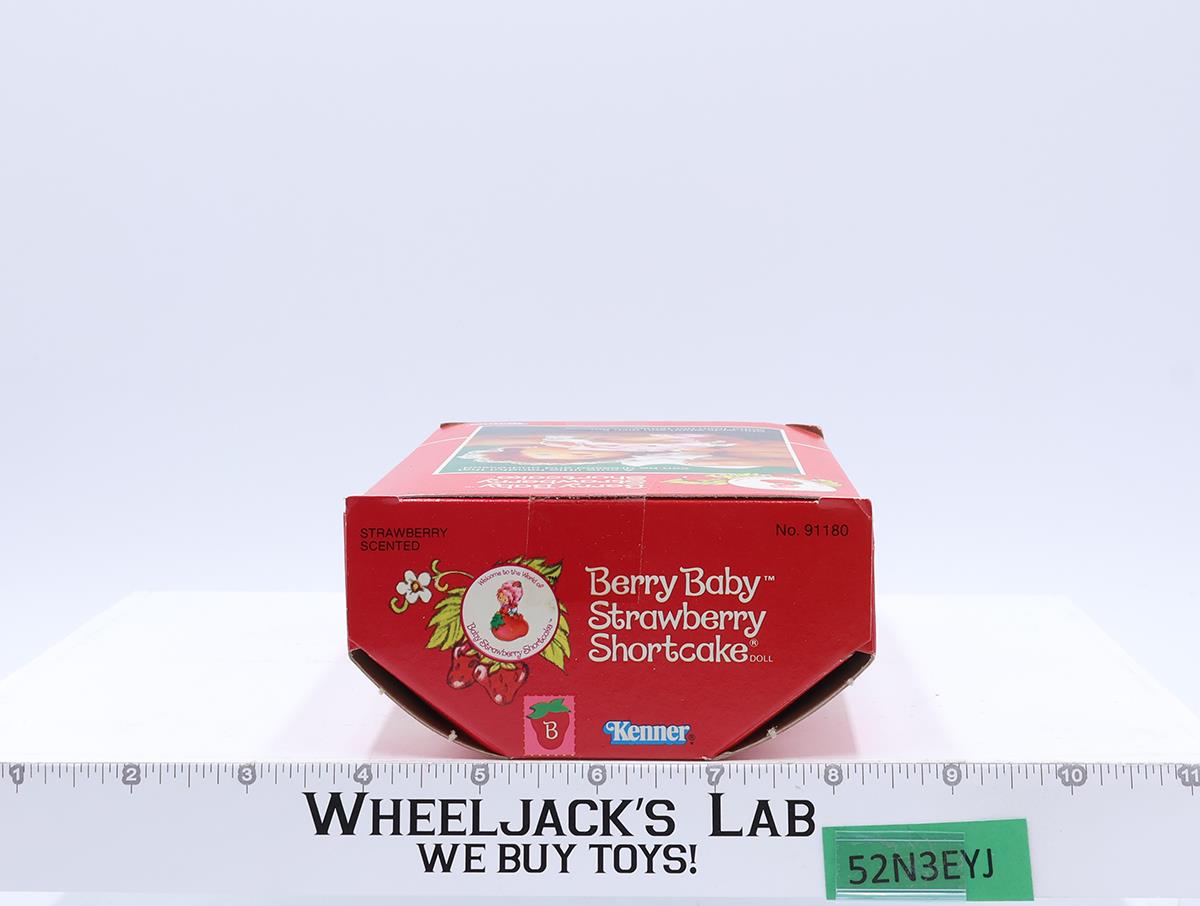 STRAWBERRY
SCENTED
No. 91180
Welcome to the World of
Baby Strawberry Shortcake™
Berry Baby™
Strawberry
Shortcake®
DOLL
B
Kenner®
1 2 3 4 5 6 7 8 9 10 11
WHEELJACK'S LAB
WE BUY TOYS!
52N3EYJ